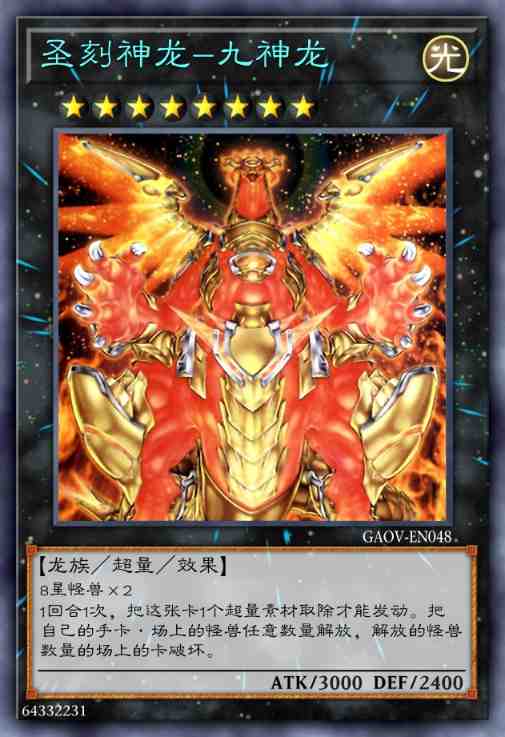 圣刻神龙-九神龙
光
GAOV-EN048
【龙族／超量／效果】
8星怪兽×2
1回合1次，把这张卡1个超量素材取除才能发动。把
自己的手卡·场上的怪兽任意数量解放，解放的怪兽
数量的场上的卡破坏。
ATK/3000 DEF/2400
64332231